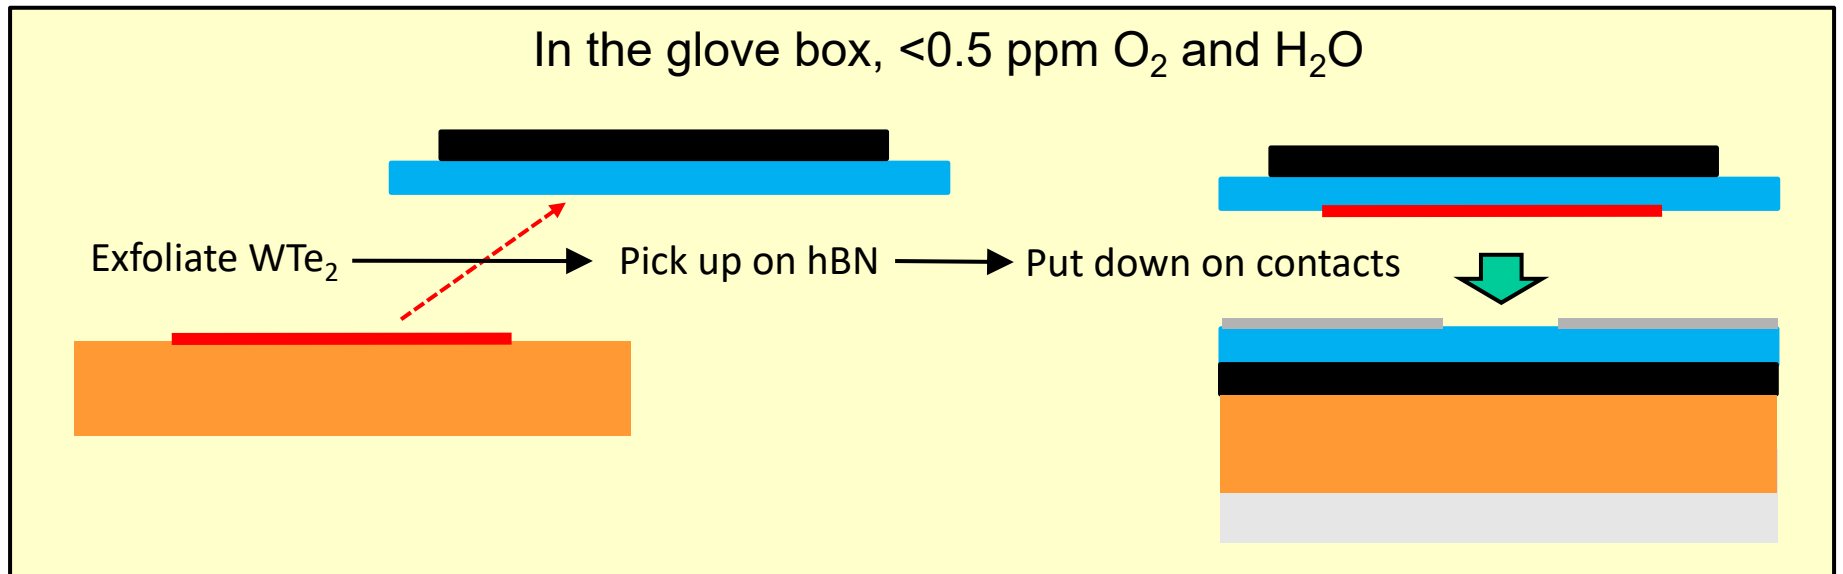 In the glove box, <0.5 ppm O₂ and H₂O
Exfoliate WTe₂
Pick up on hBN
Put down on contacts